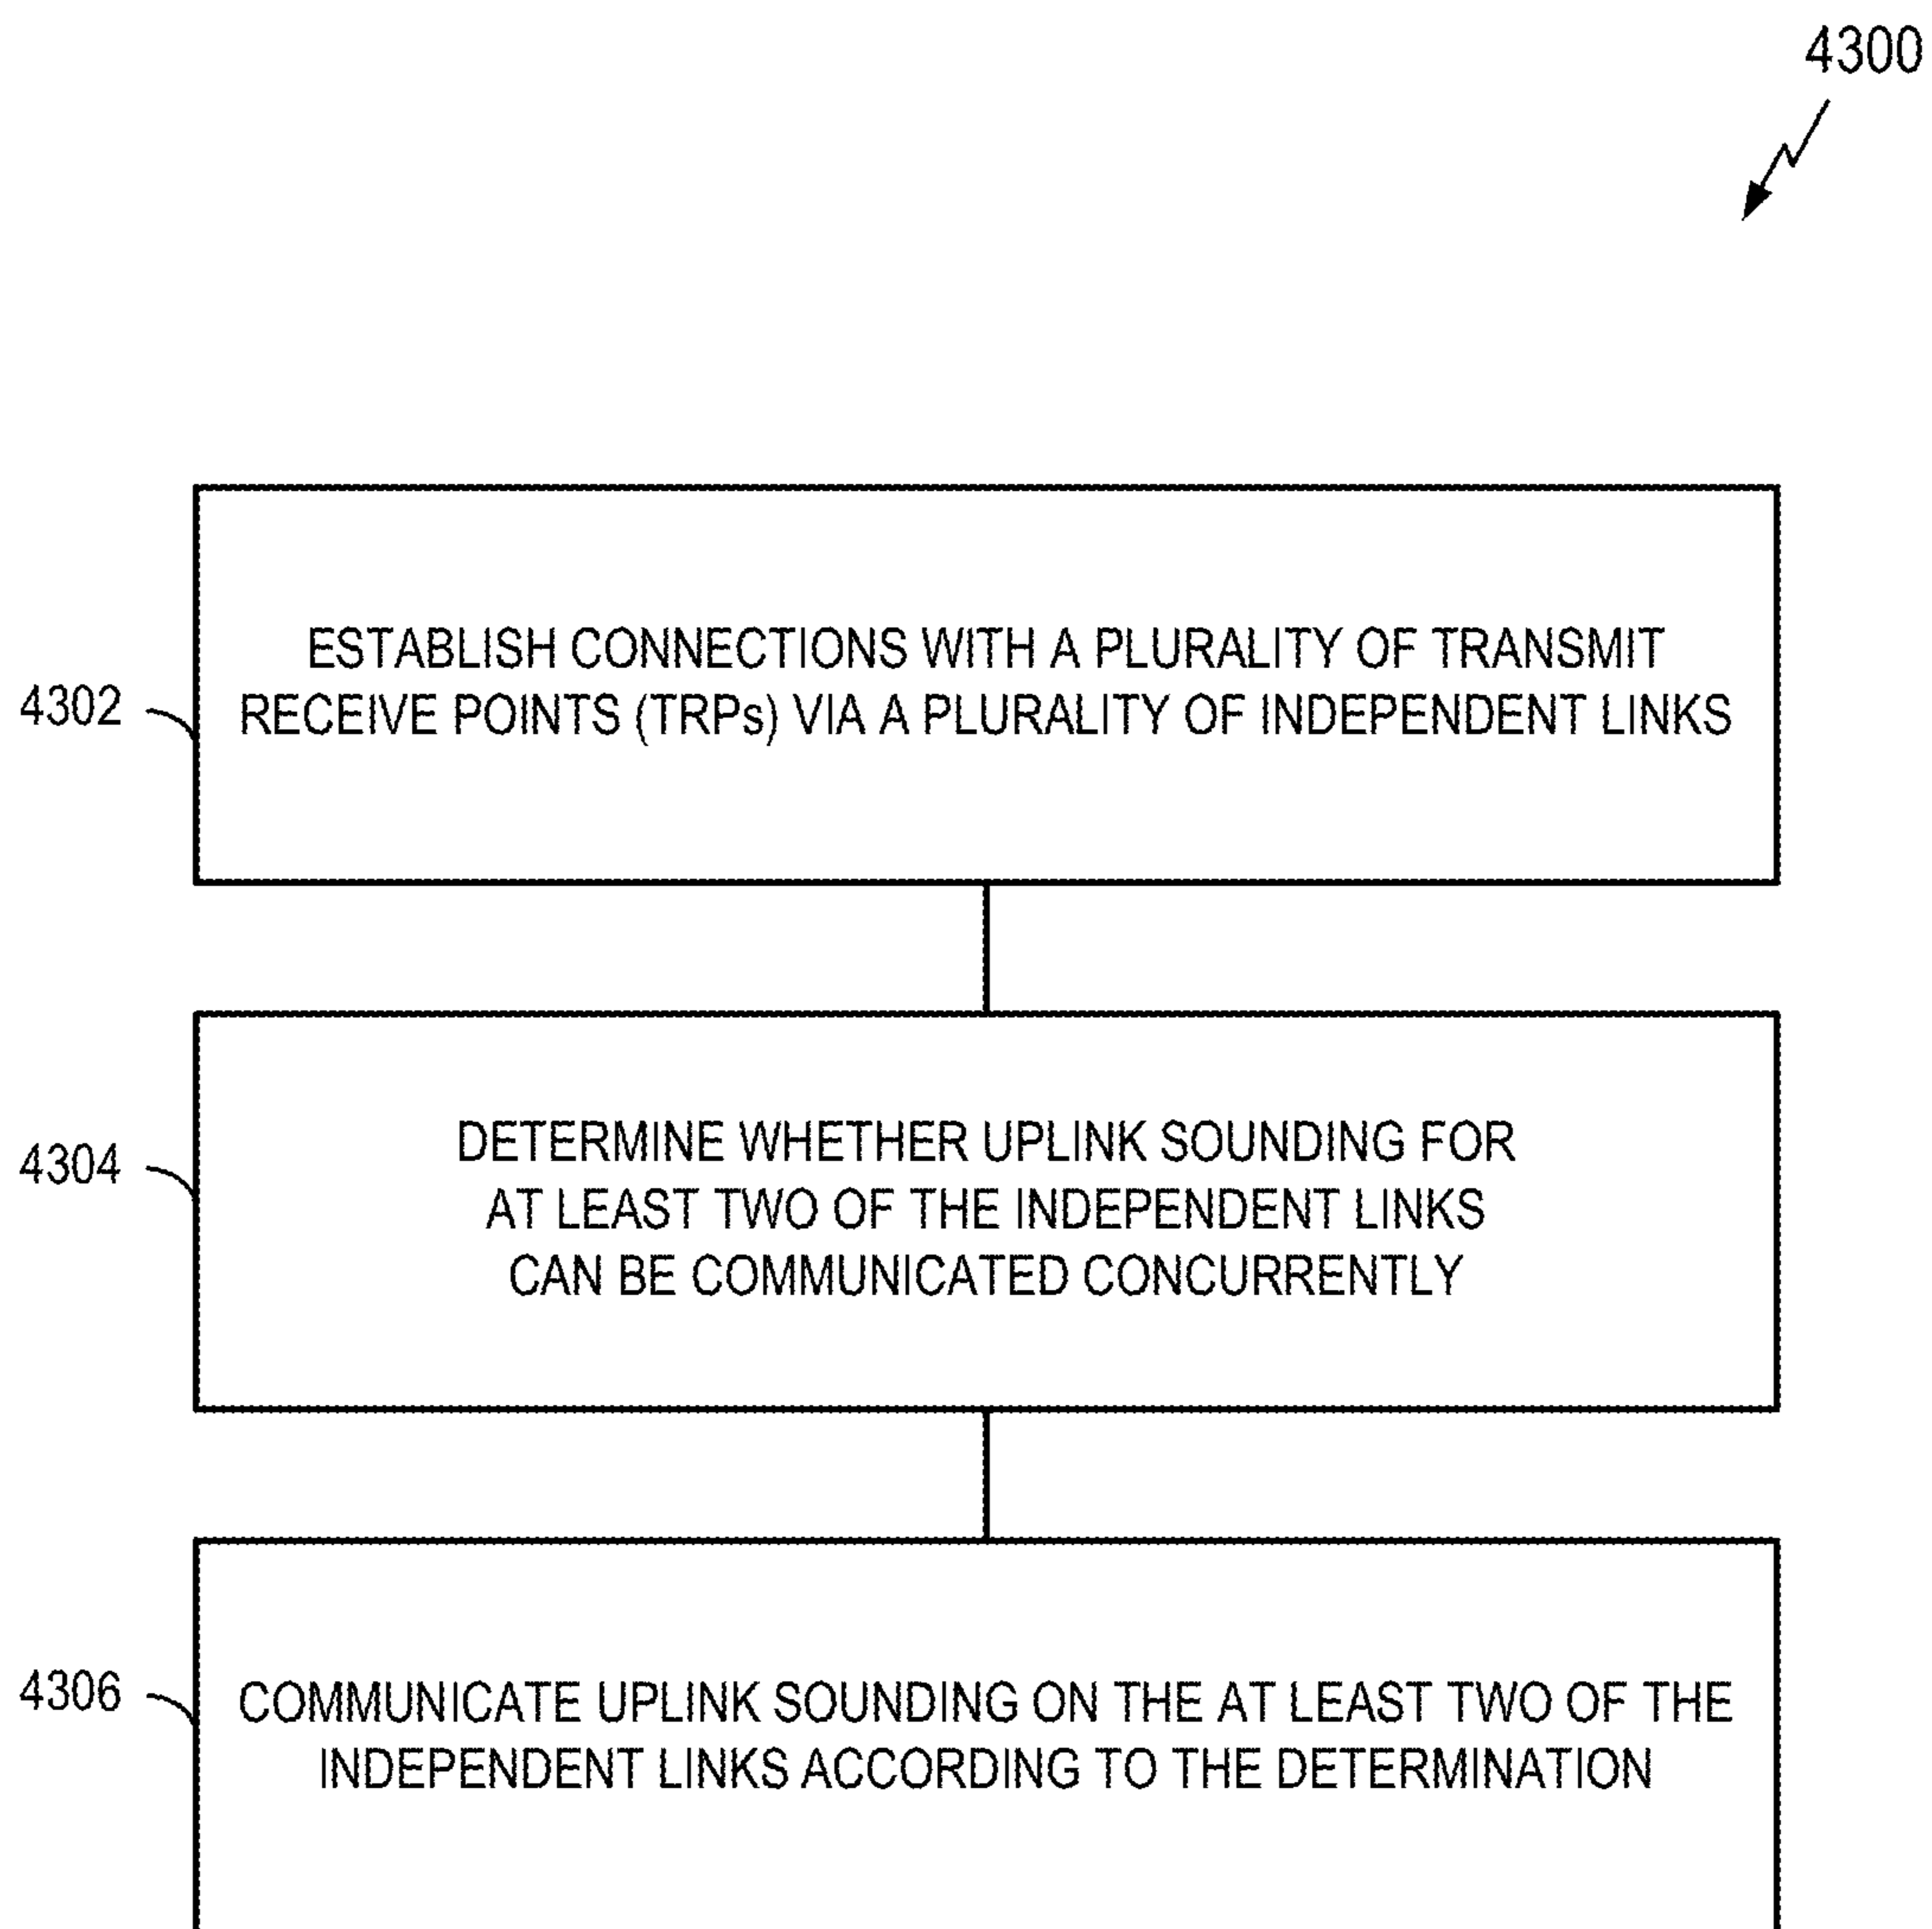 4300
ESTABLISH CONNECTIONS WITH A PLURALITY OF TRANSMIT
RECEIVE POINTS (TRPs) VIA A PLURALITY OF INDEPENDENT LINKS
4302
DETERMINE WHETHER UPLINK SOUNDING FOR
AT LEAST TWO OF THE INDEPENDENT LINKS
CAN BE COMMUNICATED CONCURRENTLY
4304
COMMUNICATE UPLINK SOUNDING ON THE AT LEAST TWO OF THE
INDEPENDENT LINKS ACCORDING TO THE DETERMINATION
4306